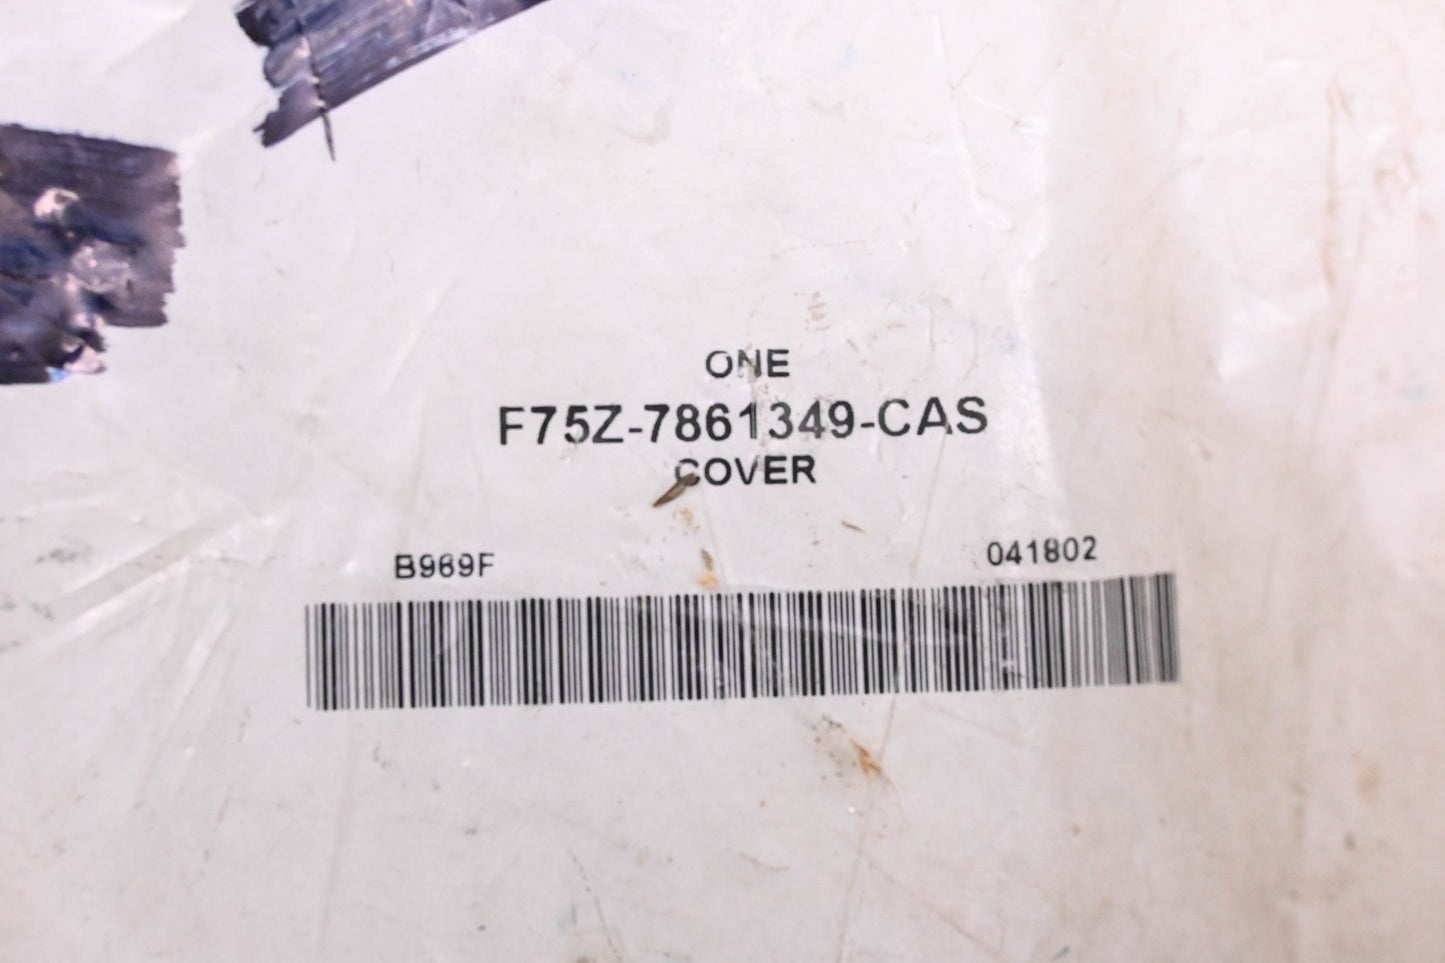 ONE
F75Z-7861349-CAS
COVER
B969F 041802